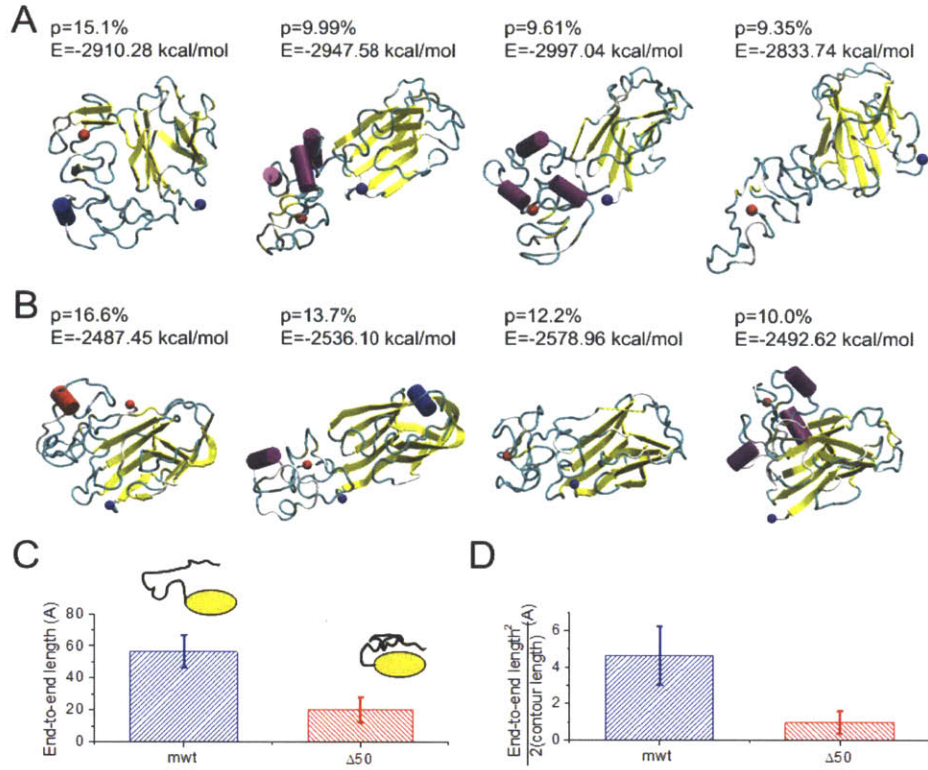 A
p=15.1%
E=-2910.28 kcal/mol
p=9.99%
E=-2947.58 kcal/mol
p=9.61%
E=-2997.04 kcal/mol
p=9.35%
E=-2833.74 kcal/mol
B
p=16.6%
E=-2487.45 kcal/mol
p=13.7%
E=-2536.10 kcal/mol
p=12.2%
E=-2578.96 kcal/mol
p=10.0%
E=-2492.62 kcal/mol
C
End-to-end length (A)
80
60
40
20
0
mwt
Δ50
D
End-to-end length²
2(contour length)
(A)
6
4
2
0
mwt
Δ50